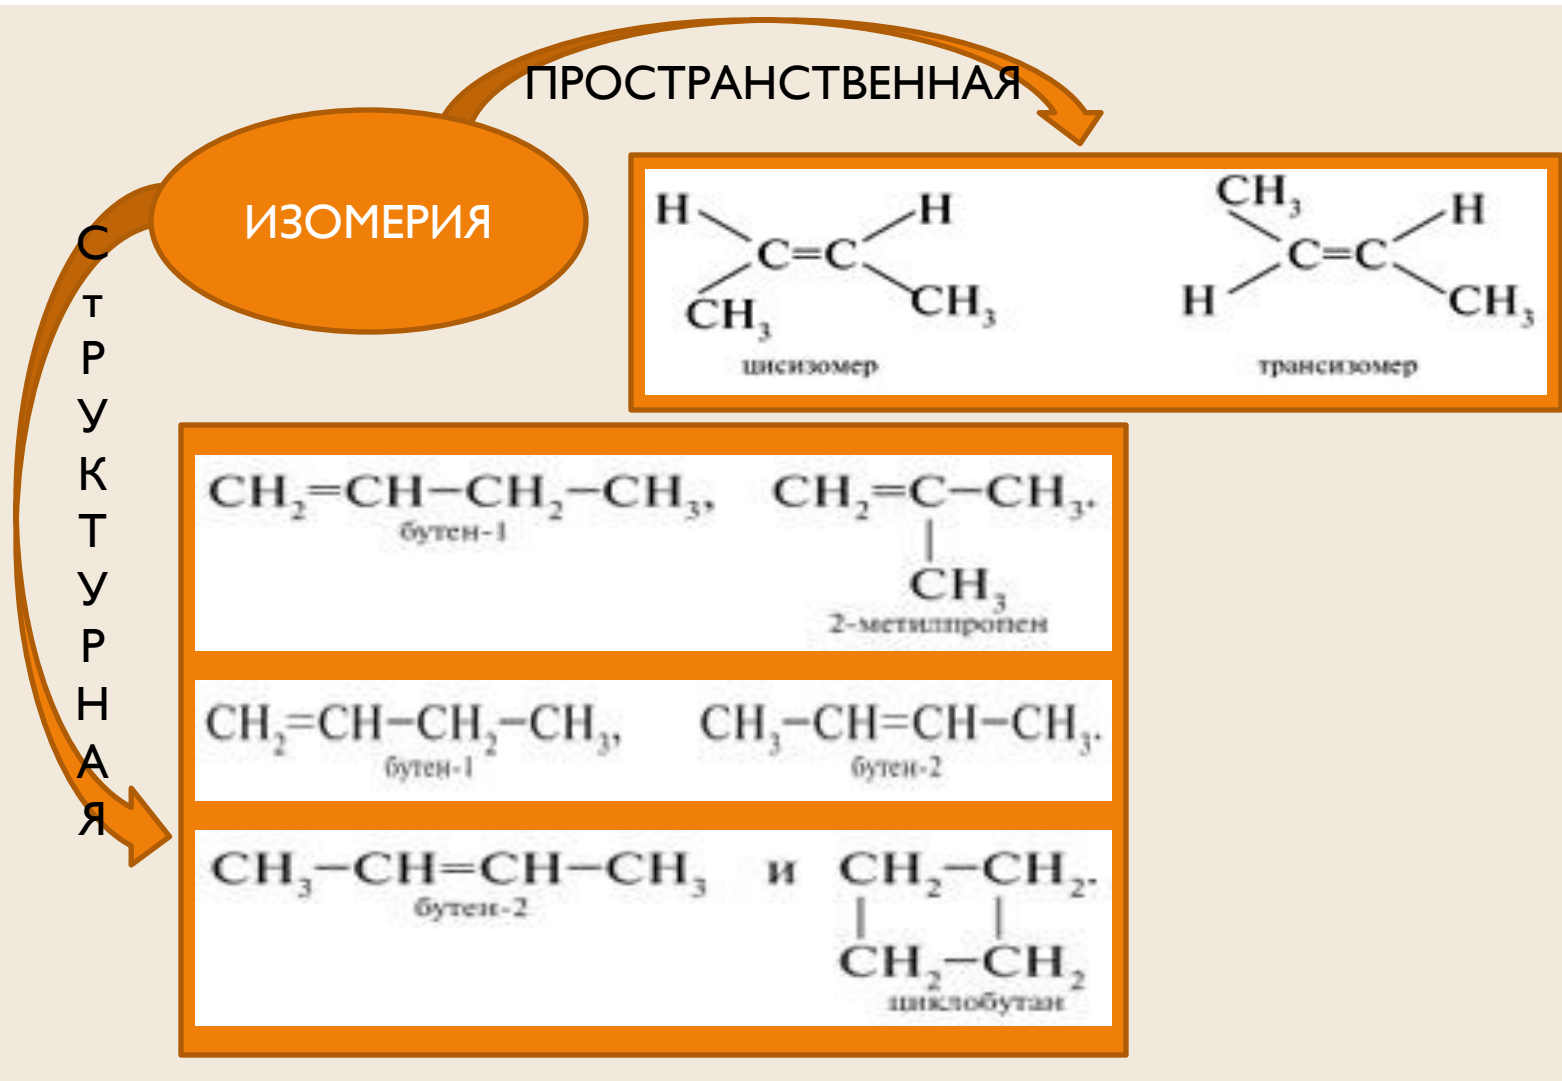 ПРОСТРАНСТВЕННАЯ
ИЗОМЕРИЯ
СтРУКТУРНАЯ
H H
C=C
CH₃ CH₃
цисизомер
CH₃ H
C=C
H CH₃
трансизомер
CH₂=CH–CH₂–CH₃, CH₂=C–CH₃.
бутен-1
CH₃
2-метилпропен
CH₂=CH–CH₂–CH₃, CH₃–CH=CH–CH₃.
бутен-1 бутен-2
CH₃–CH=CH–CH₃ и CH₂–CH₂.
бутен-2
CH₂–CH₂
циклобутан